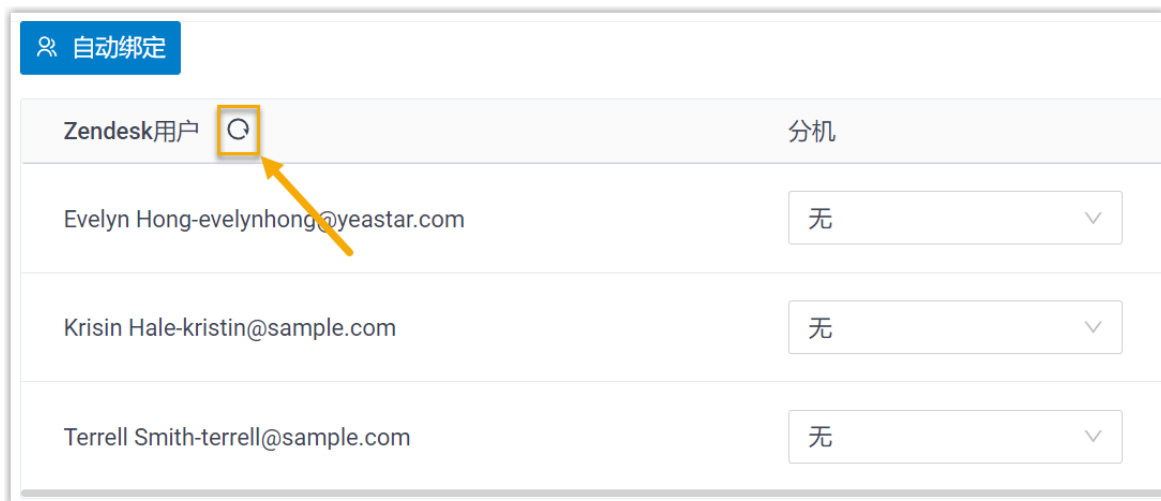 自动绑定
Zendesk用户 分机
Evelyn Hong-evelynhong@yeastar.com 无
Krisin Hale-kristin@sample.com 无
Terrell Smith-terrell@sample.com 无